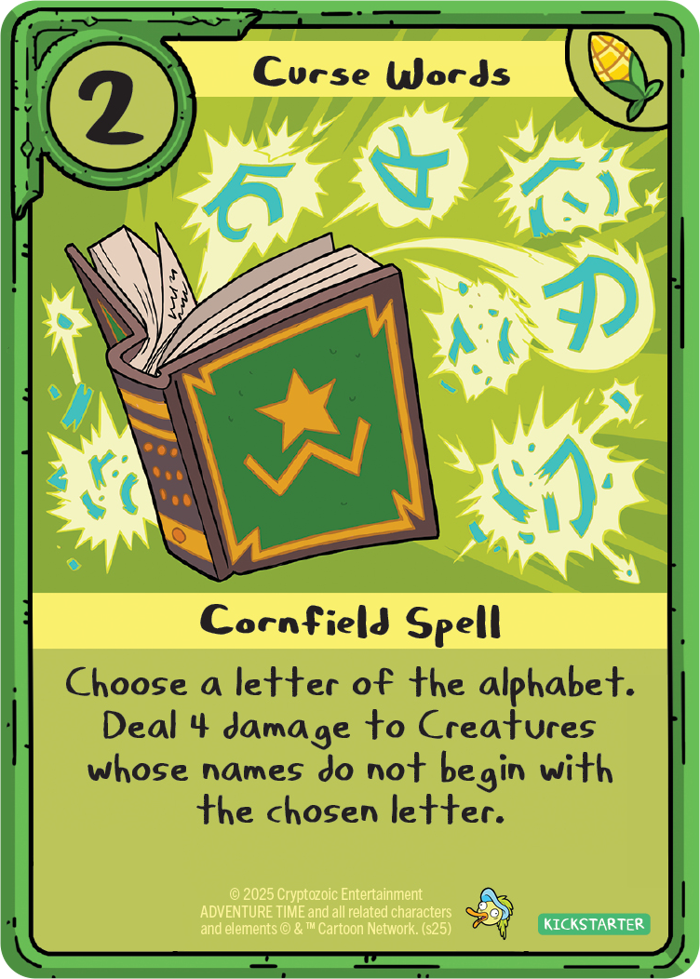 2
Curse Words
Cornfield Spell
Choose a letter of the alphabet.
Deal 4 damage to Creatures
whose names do not begin with
the chosen letter.
© 2025 Cryptozoic Entertainment
ADVENTURE TIME and all related characters
and elements © & ™ Cartoon Network. (s25)
KICKSTARTER